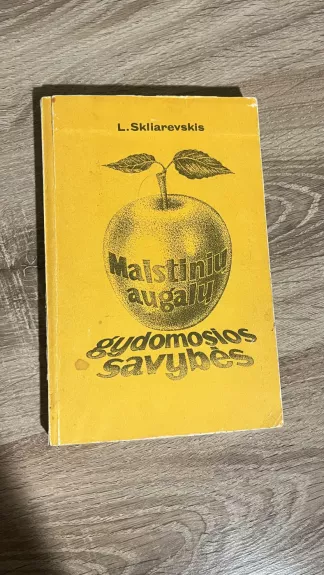 L. Skliarevskis
Maistinių
augalų
gydomosios
savybės